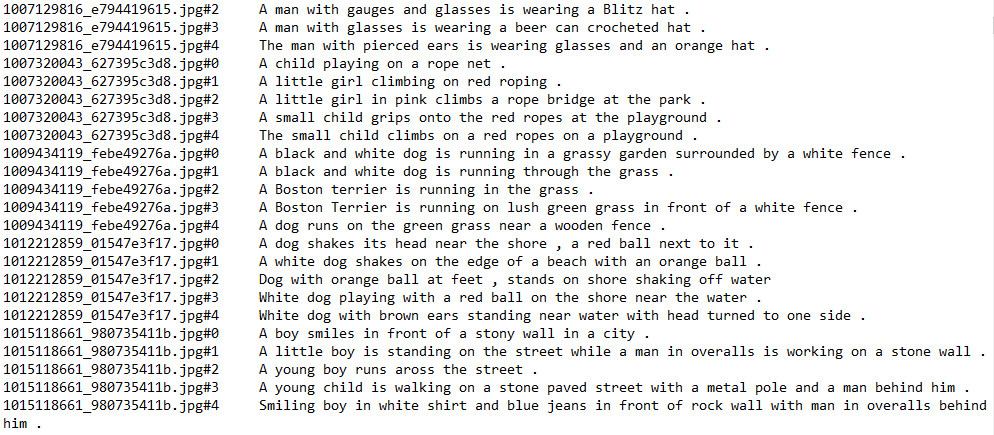 1007129816_e794419615.jpg#2 A man with gauges and glasses is wearing a Blitz hat .
1007129816_e794419615.jpg#3 A man with glasses is wearing a beer can crocheted hat .
1007129816_e794419615.jpg#4 The man with pierced ears is wearing glasses and an orange hat .
1007320043_627395c3d8.jpg#0 A child playing on a rope net .
1007320043_627395c3d8.jpg#1 A little girl climbing on red roping .
1007320043_627395c3d8.jpg#2 A little girl in pink climbs a rope bridge at the park .
1007320043_627395c3d8.jpg#3 A small child grips onto the red ropes at the playground .
1007320043_627395c3d8.jpg#4 The small child climbs on a red ropes on a playground .
1009434119_febe49276a.jpg#0 A black and white dog is running in a grassy garden surrounded by a white fence .
1009434119_febe49276a.jpg#1 A black and white dog is running through the grass .
1009434119_febe49276a.jpg#2 A Boston terrier is running in the grass .
1009434119_febe49276a.jpg#3 A Boston Terrier is running on lush green grass in front of a white fence .
1009434119_febe49276a.jpg#4 A dog runs on the green grass near a wooden fence .
1012212859_01547e3f17.jpg#0 A dog shakes its head near the shore , a red ball next to it .
1012212859_01547e3f17.jpg#1 A white dog shakes on the edge of a beach with an orange ball .
1012212859_01547e3f17.jpg#2 Dog with orange ball at feet , stands on shore shaking off water
1012212859_01547e3f17.jpg#3 White dog playing with a red ball on the shore near the water .
1012212859_01547e3f17.jpg#4 White dog with brown ears standing near water with head turned to one side .
1015118661_980735411b.jpg#0 A boy smiles in front of a stony wall in a city .
1015118661_980735411b.jpg#1 A little boy is standing on the street while a man in overalls is working on a stone wall .
1015118661_980735411b.jpg#2 A young boy runs aross the street .
1015118661_980735411b.jpg#3 A young child is walking on a stone paved street with a metal pole and a man behind him .
1015118661_980735411b.jpg#4 Smiling boy in white shirt and blue jeans in front of rock wall with man in overalls behind
him .